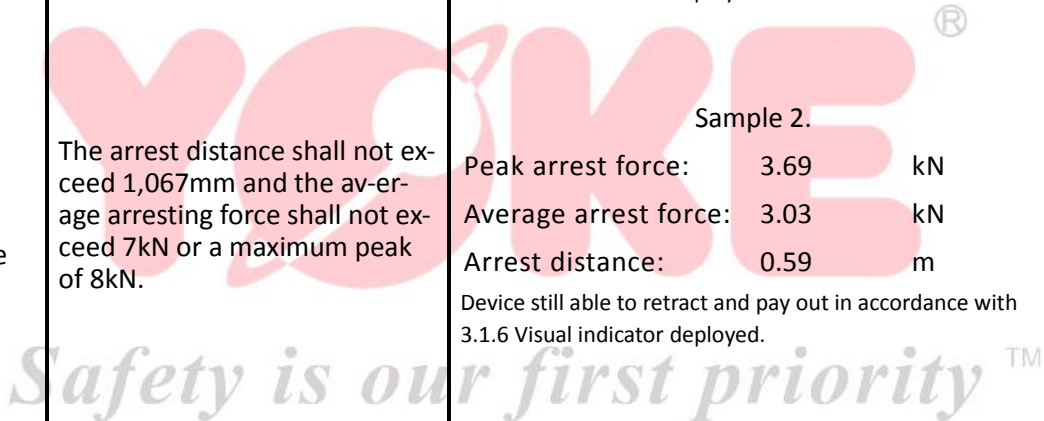 YOKE ®
Sample 2.
The arrest distance shall not ex-
ceed 1,067mm and the av-er-
age arresting force shall not ex-
ceed 7kN or a maximum peak
of 8kN.
Peak arrest force: 3.69 kN
Average arrest force: 3.03 kN
Arrest distance: 0.59 m
Device still able to retract and pay out in accordance with
3.1.6 Visual indicator deployed.
Safety is our first priority ™